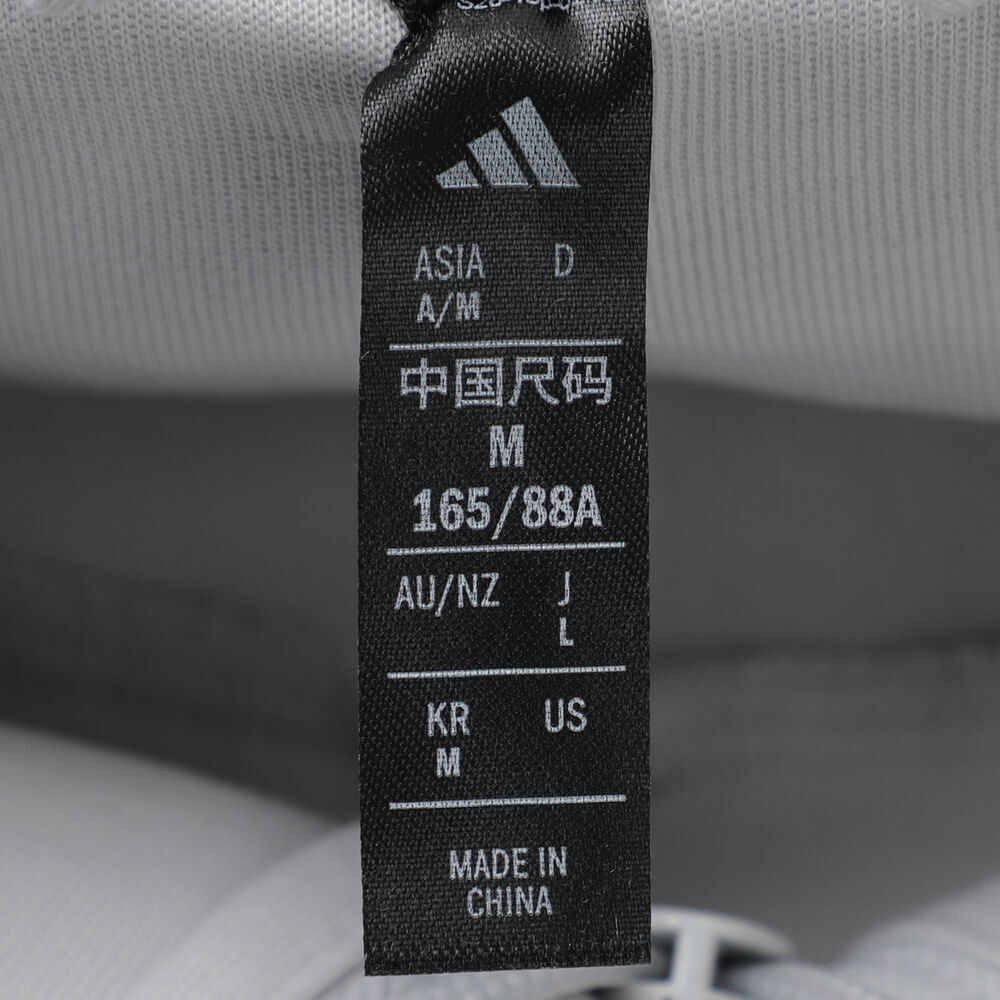 ASIA D
A/M
中国尺码
M
165/88A
AU/NZ J
L
KR US
M
MADE IN
CHINA